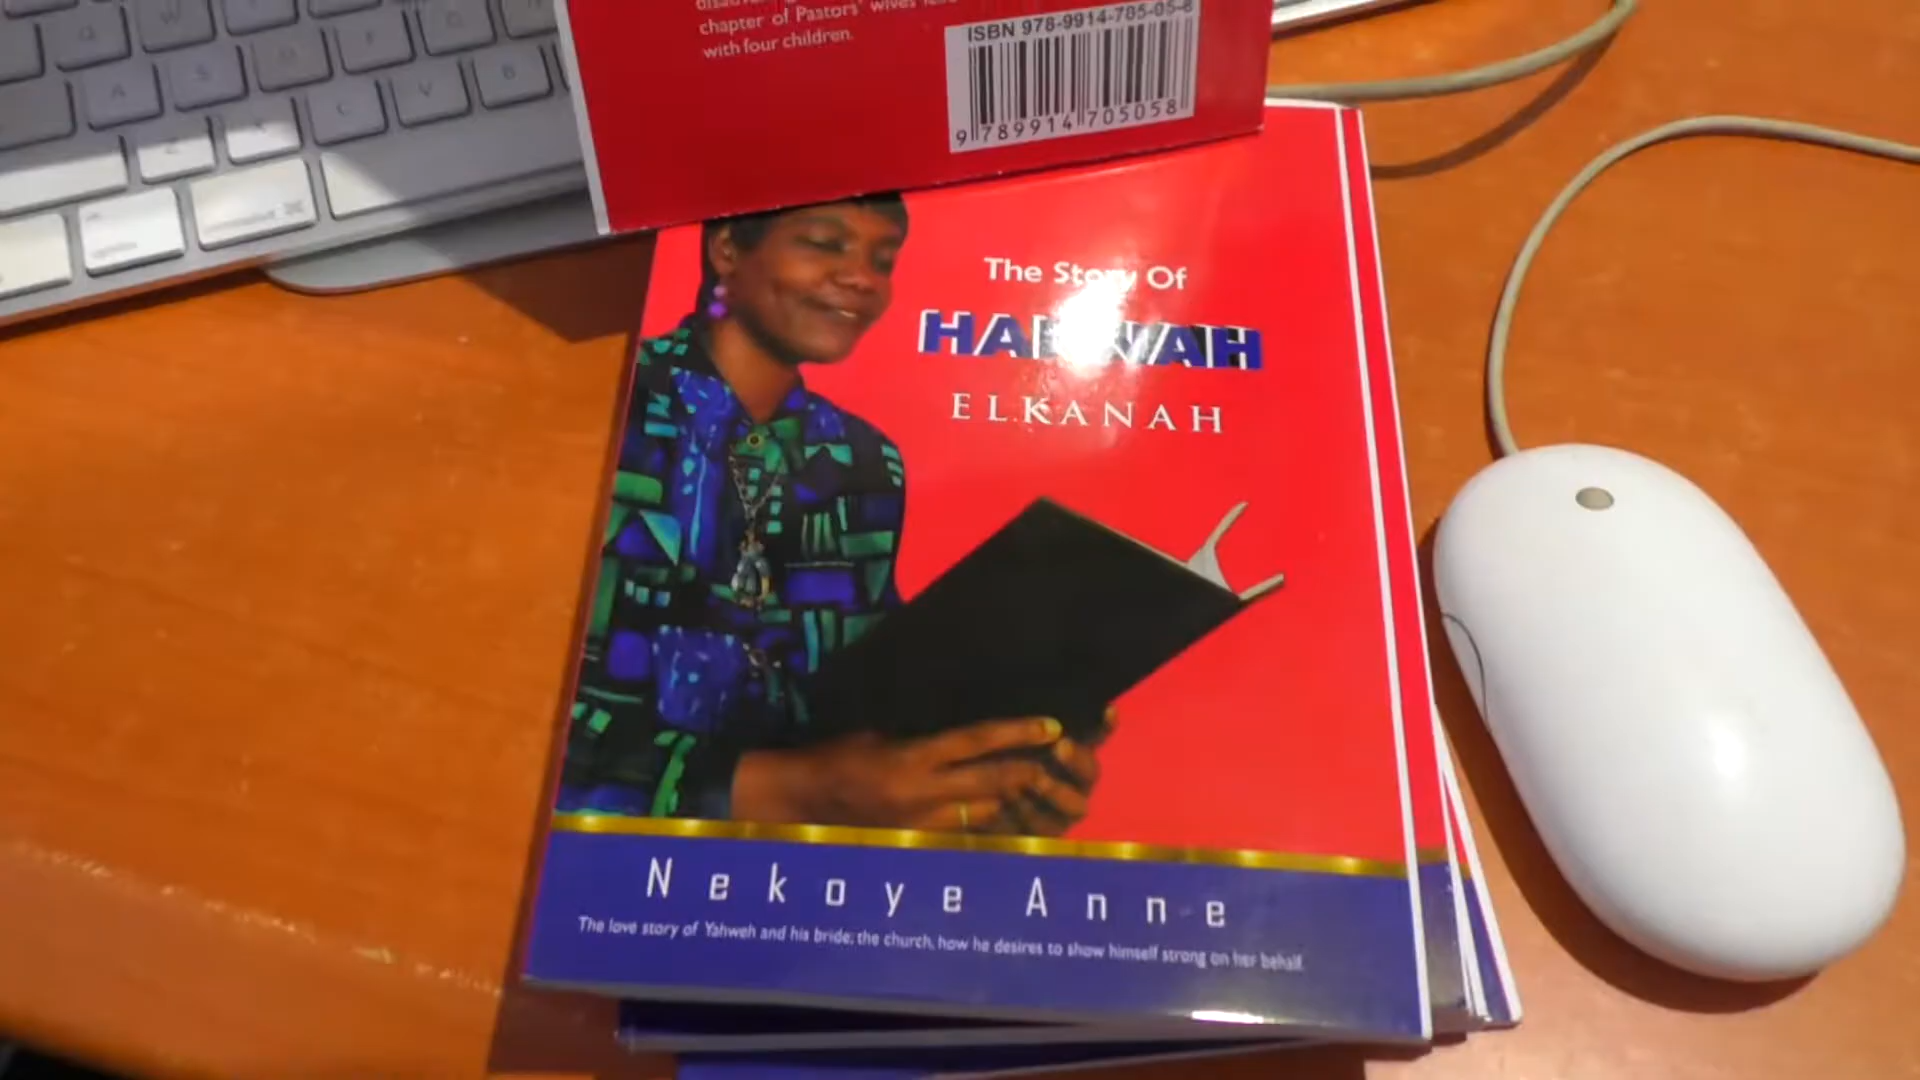 chapter of Pastors' wives
with four children.
ISBN 978-9914-705-05-8
9 789914 705058
The Story Of
HANNAH
ELKANAH
Nekoye Anne
The love story of Yahweh and his bride; the church, how he desires to show himself strong on her behalf.
Q
W
A
S
F
Z
X
C
V
B